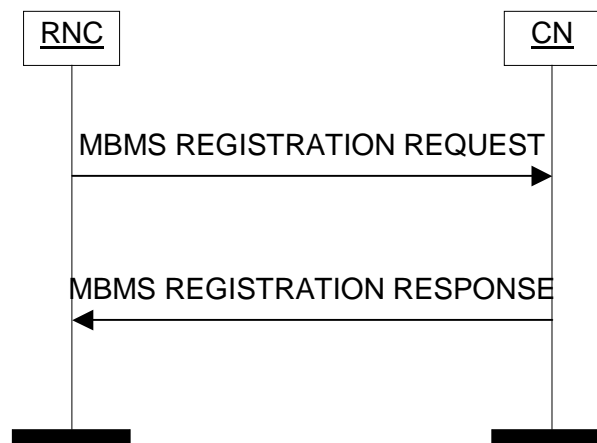 RNC
CN
MBMS REGISTRATION REQUEST
MBMS REGISTRATION RESPONSE